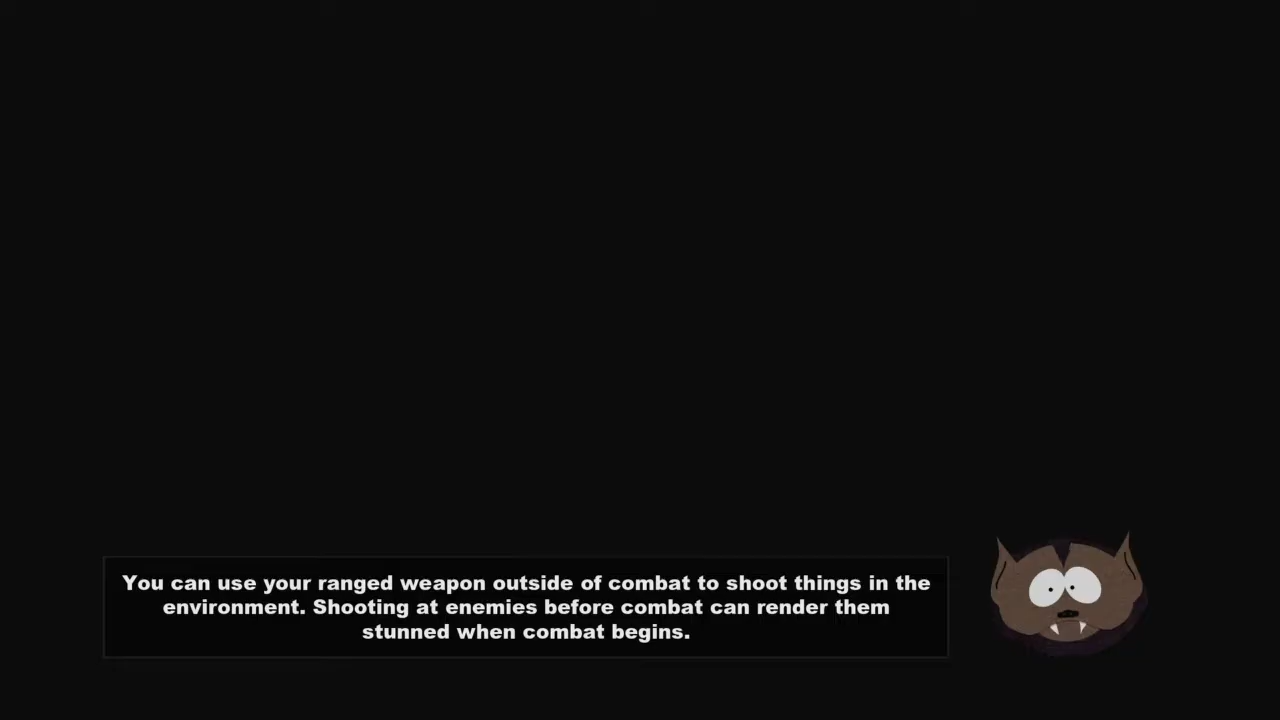 You can use your ranged weapon outside of combat to shoot things in the
environment. Shooting at enemies before combat can render them
stunned when combat begins.